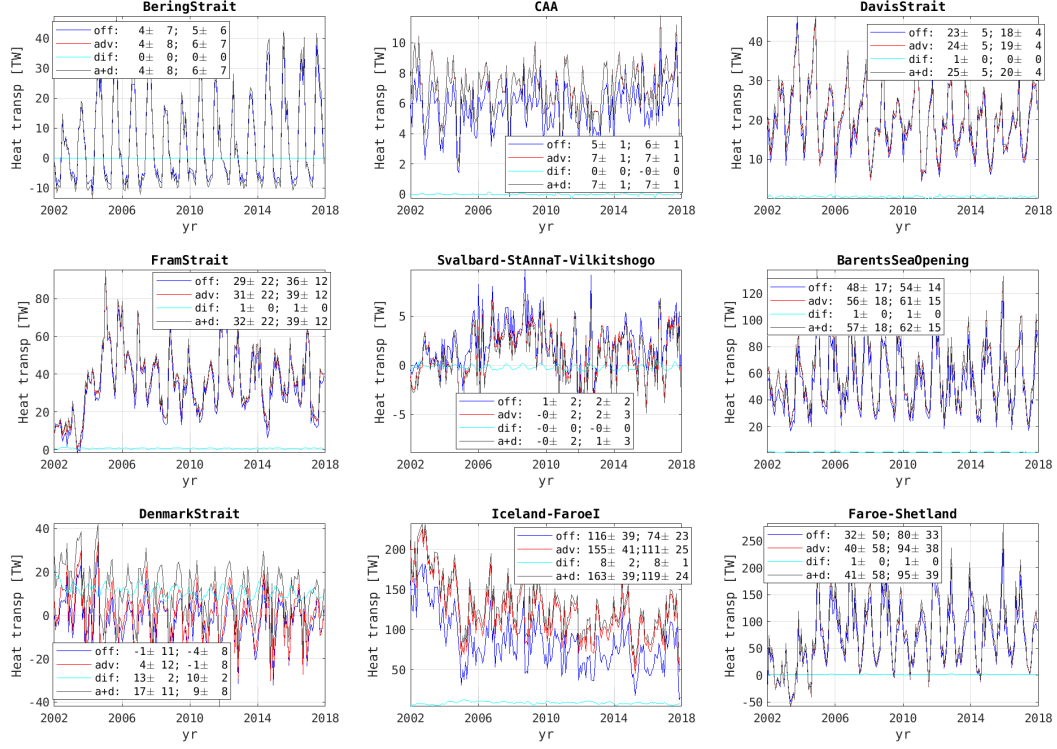 BeringStrait
Heat transp [TW]
40
30
20
10
0
-10
off: 4± 7; 5± 6
adv: 4± 8; 6± 7
dif: 0± 0; 0± 0
a+d: 4± 8; 6± 7
2002 2006 2010 2014 2018
yr
CAA
Heat transp [TW]
10
8
6
4
2
0
off: 5± 1; 6± 1
adv: 7± 1; 7± 1
dif: 0± 0; -0± 0
a+d: 7± 1; 7± 1
2002 2006 2010 2014 2018
yr
DavisStrait
Heat transp [TW]
40
30
20
10
off: 23± 5; 18± 4
adv: 24± 5; 19± 4
dif: 1± 0; 0± 0
a+d: 25± 5; 20± 4
2002 2006 2010 2014 2018
yr
FramStrait
Heat transp [TW]
80
60
40
20
0
off: 29± 22; 36± 12
adv: 31± 22; 39± 12
dif: 1± 0; 1± 0
a+d: 32± 22; 39± 12
2002 2006 2010 2014 2018
yr
Svalbard-StAnnaT-Vilkitshogo
Heat transp [TW]
5
0
-5
off: 1± 2; 2± 2
adv: -0± 2; 2± 3
dif: -0± 0; -0± 0
a+d: -0± 2; 1± 3
2002 2006 2010 2014 2018
yr
BarentsSeaOpening
Heat transp [TW]
120
100
80
60
40
20
off: 48± 17; 54± 14
adv: 56± 18; 61± 15
dif: 1± 0; 1± 0
a+d: 57± 18; 62± 15
2002 2006 2010 2014 2018
yr
DenmarkStrait
Heat transp [TW]
40
20
0
-20
-40
off: -1± 11; -4± 8
adv: 4± 12; -1± 8
dif: 13± 2; 10± 2
a+d: 17± 11; 9± 8
2002 2006 2010 2014 2018
yr
Iceland-FaroeI
Heat transp [TW]
200
150
100
50
off: 116± 39; 74± 23
adv: 155± 41;111± 25
dif: 8± 2; 8± 1
a+d: 163± 39;119± 24
2002 2006 2010 2014 2018
yr
Faroe-Shetland
Heat transp [TW]
250
200
150
100
50
0
-50
off: 32± 50; 80± 33
adv: 40± 58; 94± 38
dif: 1± 0; 1± 0
a+d: 41± 58; 95± 39
2002 2006 2010 2014 2018
yr